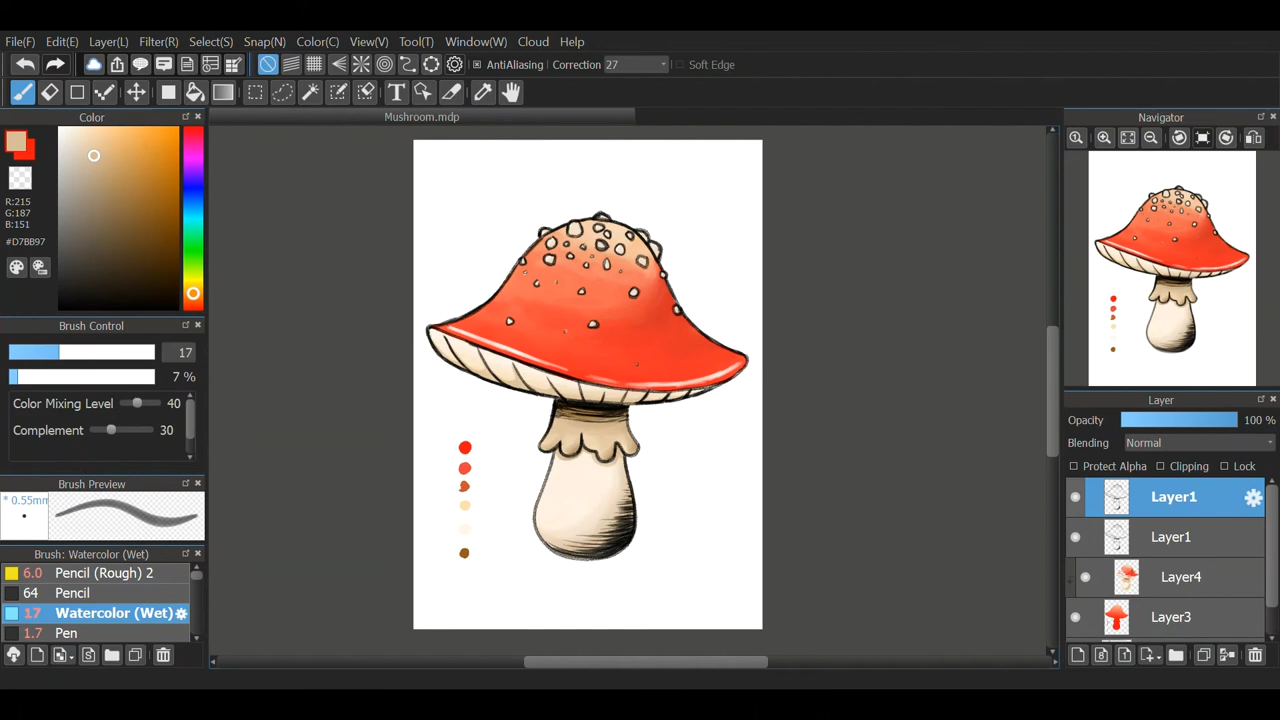 File(F) Edit(E) Layer(L) Filter(R) Select(S) Snap(N) Color(C) View(V) Tool(T) Window(W) Cloud Help
AntiAliasing Correction 27 Soft Edge
Color
Mushroom.mdp
Navigator
R:215
G:187
B:151
#D7BB97
Brush Control
17
7 %
Color Mixing Level 40
Complement 30
Brush Preview
* 0.55mm
Brush: Watercolor (Wet)
6.0 Pencil (Rough) 2
64 Pencil
17 Watercolor (Wet)
1.7 Pen
Layer
Opacity 100 %
Blending Normal
Protect Alpha Clipping Lock
Layer1
Layer1
Layer4
Layer3